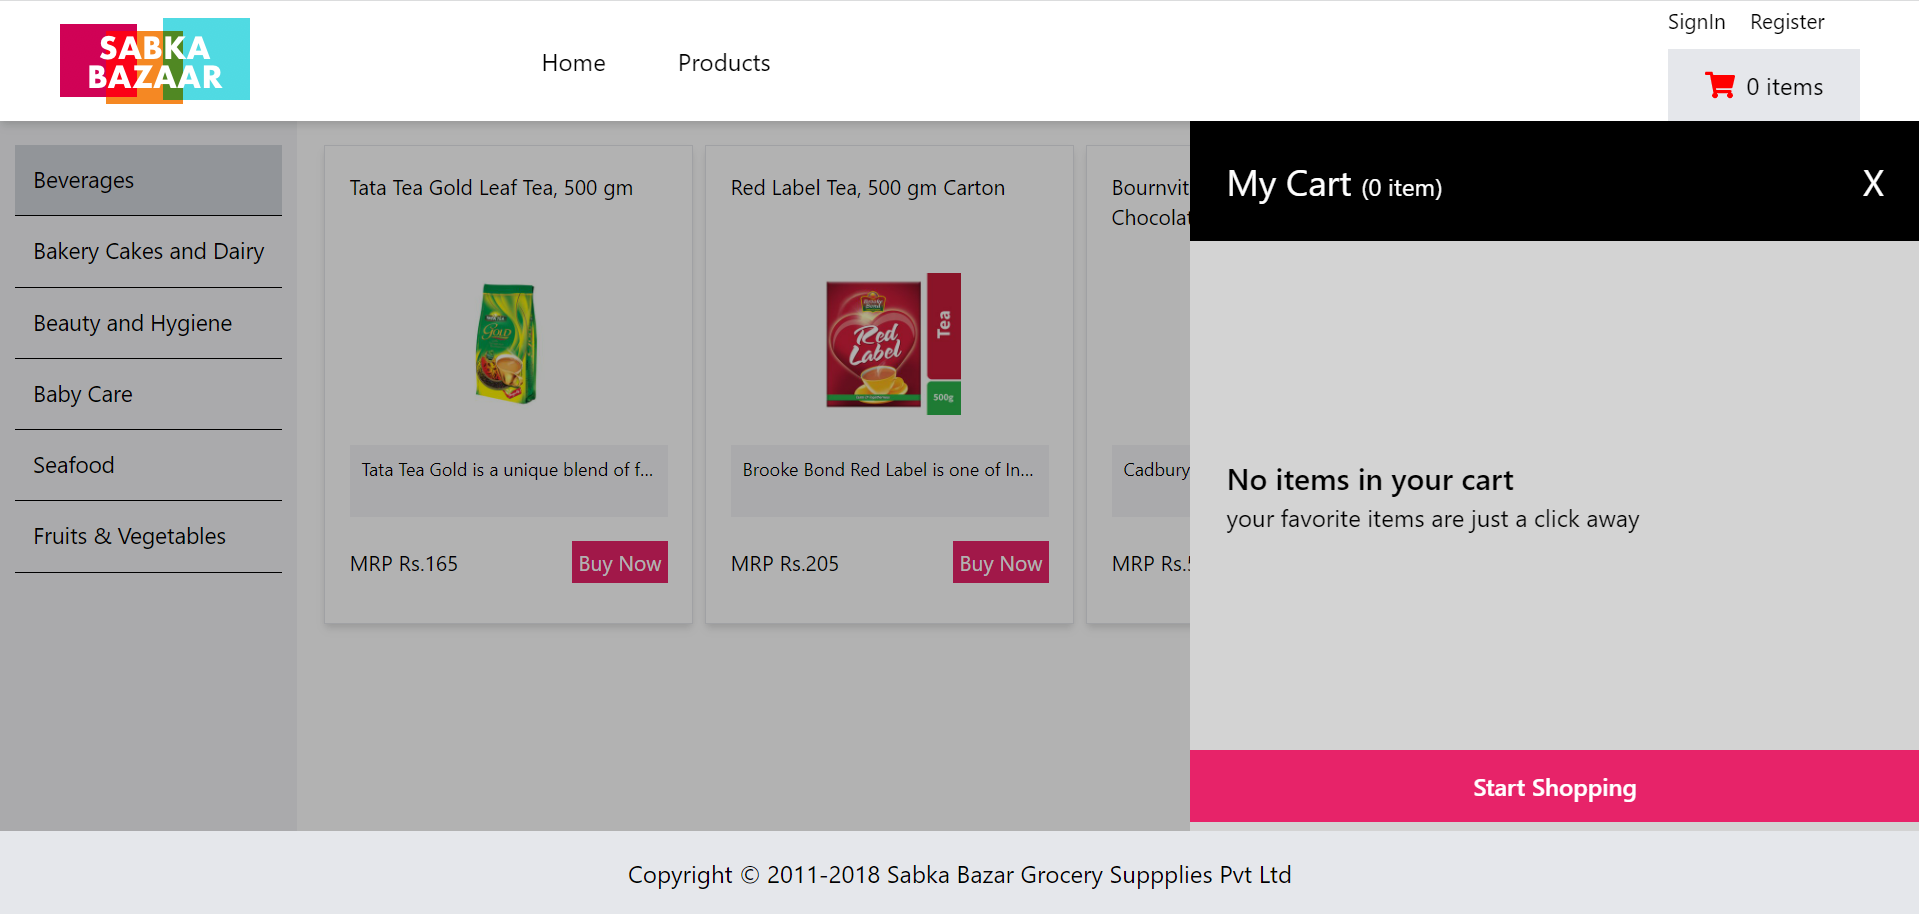 SABKA
BAZAAR
Home
Products
SignIn
Register
0 items
Beverages
Bakery Cakes and Dairy
Beauty and Hygiene
Baby Care
Seafood
Fruits & Vegetables
Tata Tea Gold Leaf Tea, 500 gm
GOLD
Tata Tea Gold is a unique blend of f...
MRP Rs.165
Buy Now
Red Label Tea, 500 gm Carton
Brooke
Bond
Red
Label
Tea
500g
Brooke Bond Red Label is one of In...
MRP Rs.205
Buy Now
Bournvit
Chocolat
Cadbury
MRP Rs.
My Cart (0 item)
X
No items in your cart
your favorite items are just a click away
Start Shopping
Copyright © 2011-2018 Sabka Bazar Grocery Suppplies Pvt Ltd